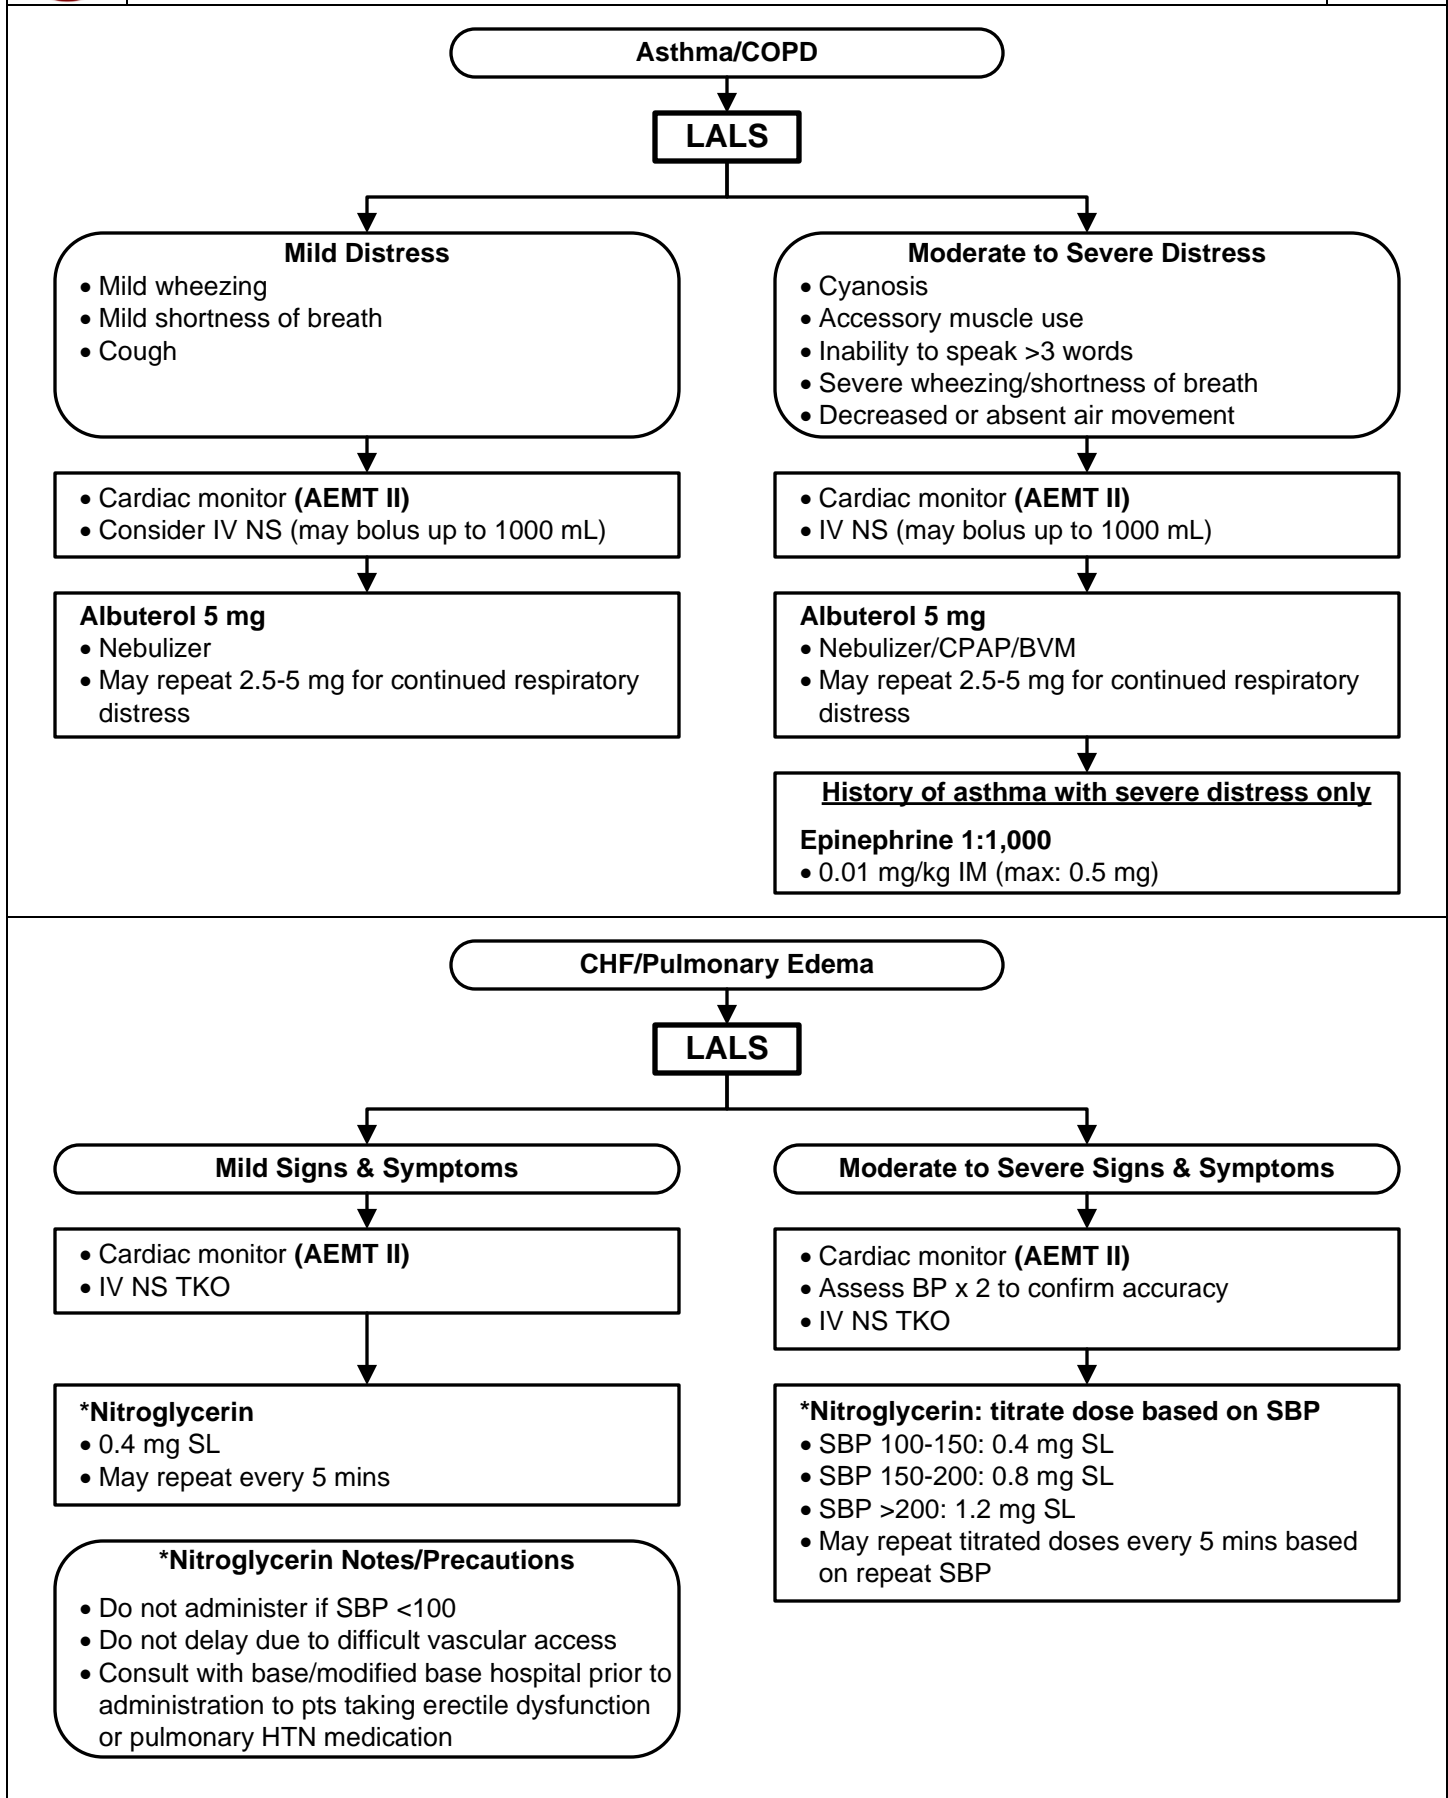 Asthma/COPD
LALS
Mild Distress
• Mild wheezing
• Mild shortness of breath
• Cough
Moderate to Severe Distress
• Cyanosis
• Accessory muscle use
• Inability to speak >3 words
• Severe wheezing/shortness of breath
• Decreased or absent air movement
• Cardiac monitor (AEMT II)
• Consider IV NS (may bolus up to 1000 mL)
• Cardiac monitor (AEMT II)
• IV NS (may bolus up to 1000 mL)
Albuterol 5 mg
• Nebulizer
• May repeat 2.5-5 mg for continued respiratory
distress
Albuterol 5 mg
• Nebulizer/CPAP/BVM
• May repeat 2.5-5 mg for continued respiratory
distress
History of asthma with severe distress only
Epinephrine 1:1,000
• 0.01 mg/kg IM (max: 0.5 mg)
CHF/Pulmonary Edema
LALS
Mild Signs & Symptoms
Moderate to Severe Signs & Symptoms
• Cardiac monitor (AEMT II)
• IV NS TKO
• Cardiac monitor (AEMT II)
• Assess BP x 2 to confirm accuracy
• IV NS TKO
*Nitroglycerin
• 0.4 mg SL
• May repeat every 5 mins
*Nitroglycerin: titrate dose based on SBP
• SBP 100-150: 0.4 mg SL
• SBP 150-200: 0.8 mg SL
• SBP >200: 1.2 mg SL
• May repeat titrated doses every 5 mins based
on repeat SBP
*Nitroglycerin Notes/Precautions
• Do not administer if SBP <100
• Do not delay due to difficult vascular access
• Consult with base/modified base hospital prior to
administration to pts taking erectile dysfunction
or pulmonary HTN medication